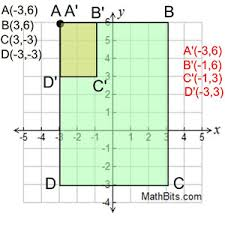 A(-3,6)
B(3,6)
C(3,-3)
D(-3,-3)
A A' B' B
y
A'(-3,6)
B'(-1,6)
C'(-1,3)
D'(-3,3)
D' C'
6
5
4
3
2
1
-5 -4 -3 -2 -1 1 2 3 4 5 x
-1
-2
D -3 C
-4
MathBits.com